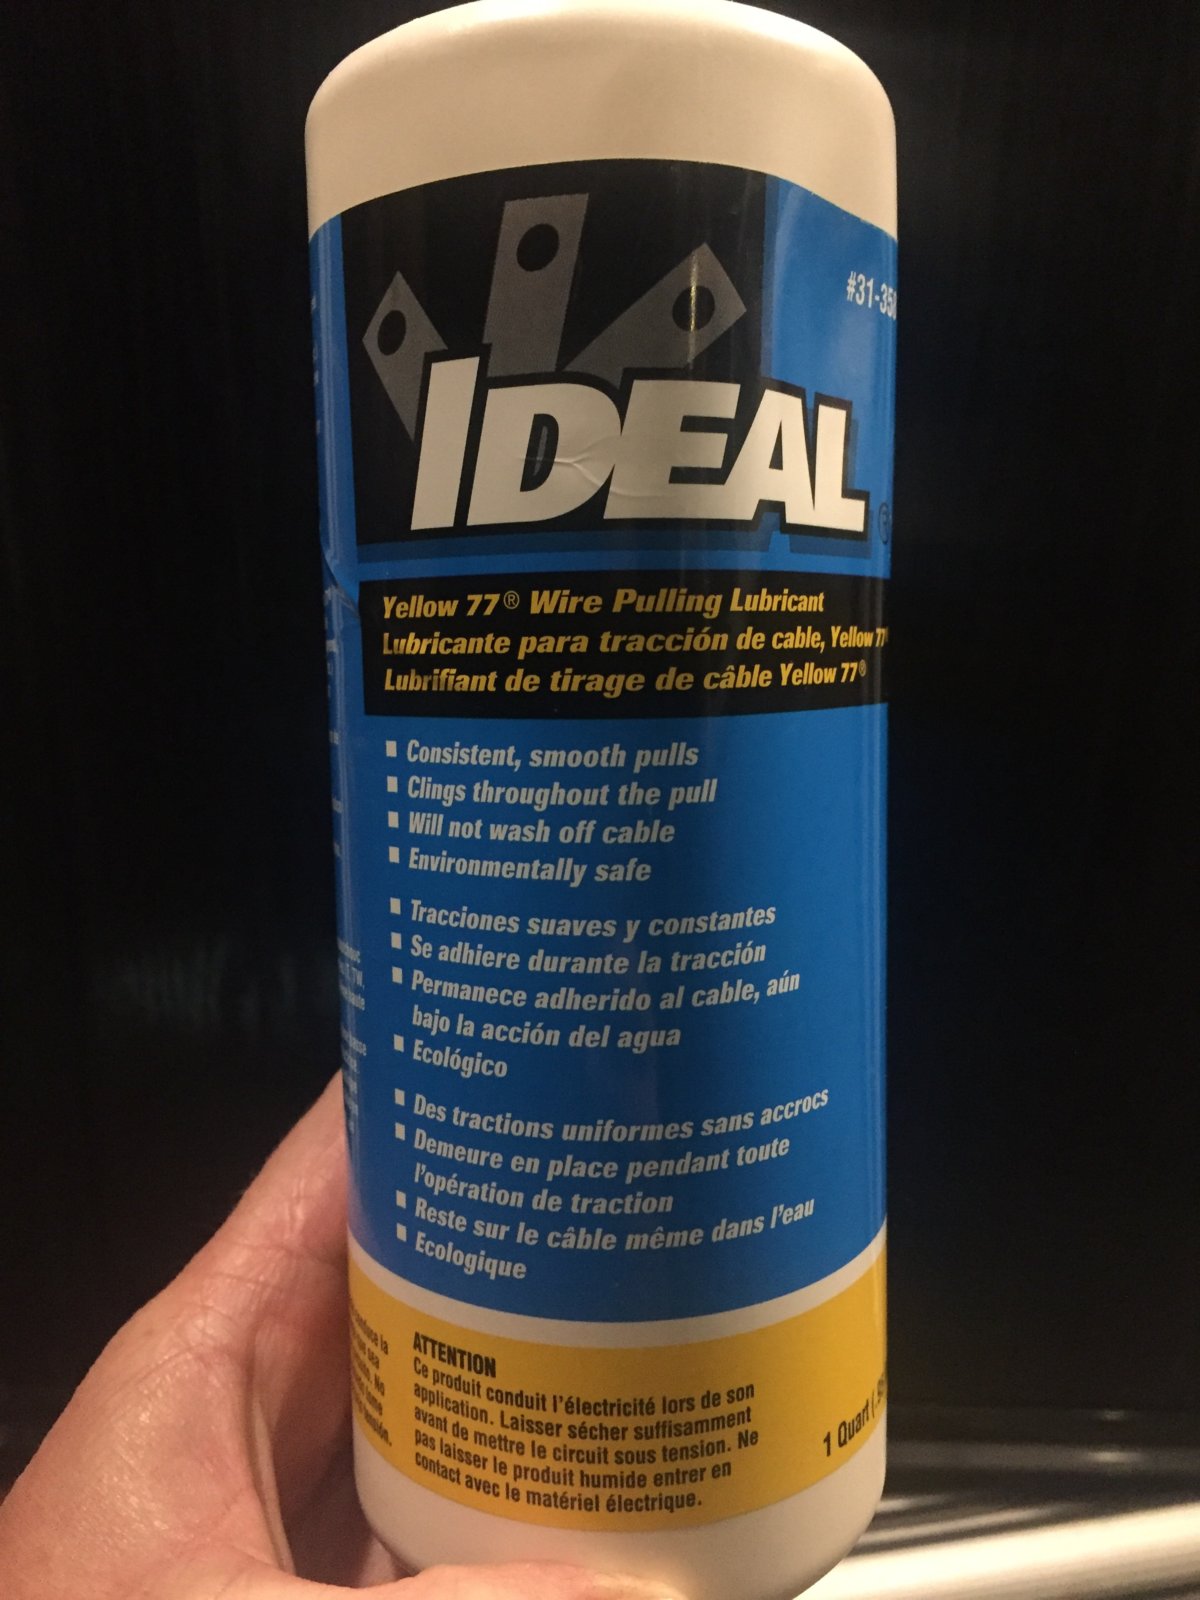 #31-35
IDEAL®
Yellow 77® Wire Pulling Lubricant
Lubricante para tracción de cable, Yellow 77®
Lubrifiant de tirage de câble Yellow 77®
Consistent, smooth pulls
Clings throughout the pull
Will not wash off cable
Environmentally safe
Tracciones suaves y constantes
Se adhiere durante la tracción
Permanece adherido al cable, aún
bajo la acción del agua
Ecológico
Des tractions uniformes sans accrocs
Demeure en place pendant toute
l'opération de traction
Reste sur le câble même dans l'eau
Ecologique
ATTENTION
Ce produit conduit l'électricité lors de son
application. Laisser sécher suffisamment
avant de mettre le circuit sous tension. Ne
pas laisser le produit humide entrer en
contact avec le matériel électrique.
1 Quart